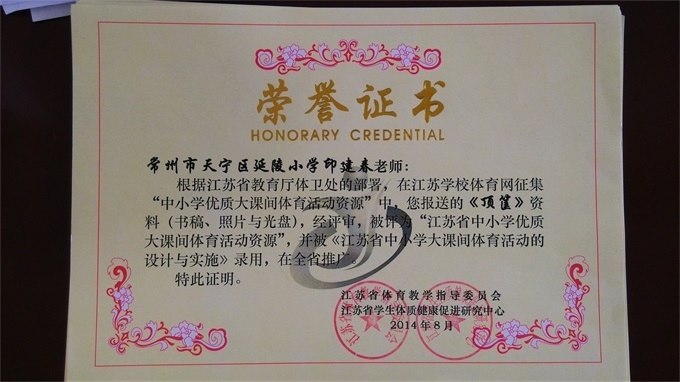 荣誉证书
HONORARY CREDENTIAL
常州市天宁区延陵小学印建春老师：
根据江苏省教育厅体卫处的部署，在江苏学校体育网征集
“中小学优质大课间体育活动资源”中，您报送的《顶筐》资
料（书稿、照片与光盘），经评审，被评为“江苏省中小学优质
大课间体育活动资源”，并被《江苏省中小学大课间体育活动的
设计与实施》录用，在全省推广。
特此证明。
江苏省体育教学指导委员会
江苏省学生体质健康促进研究中心
2014年8月